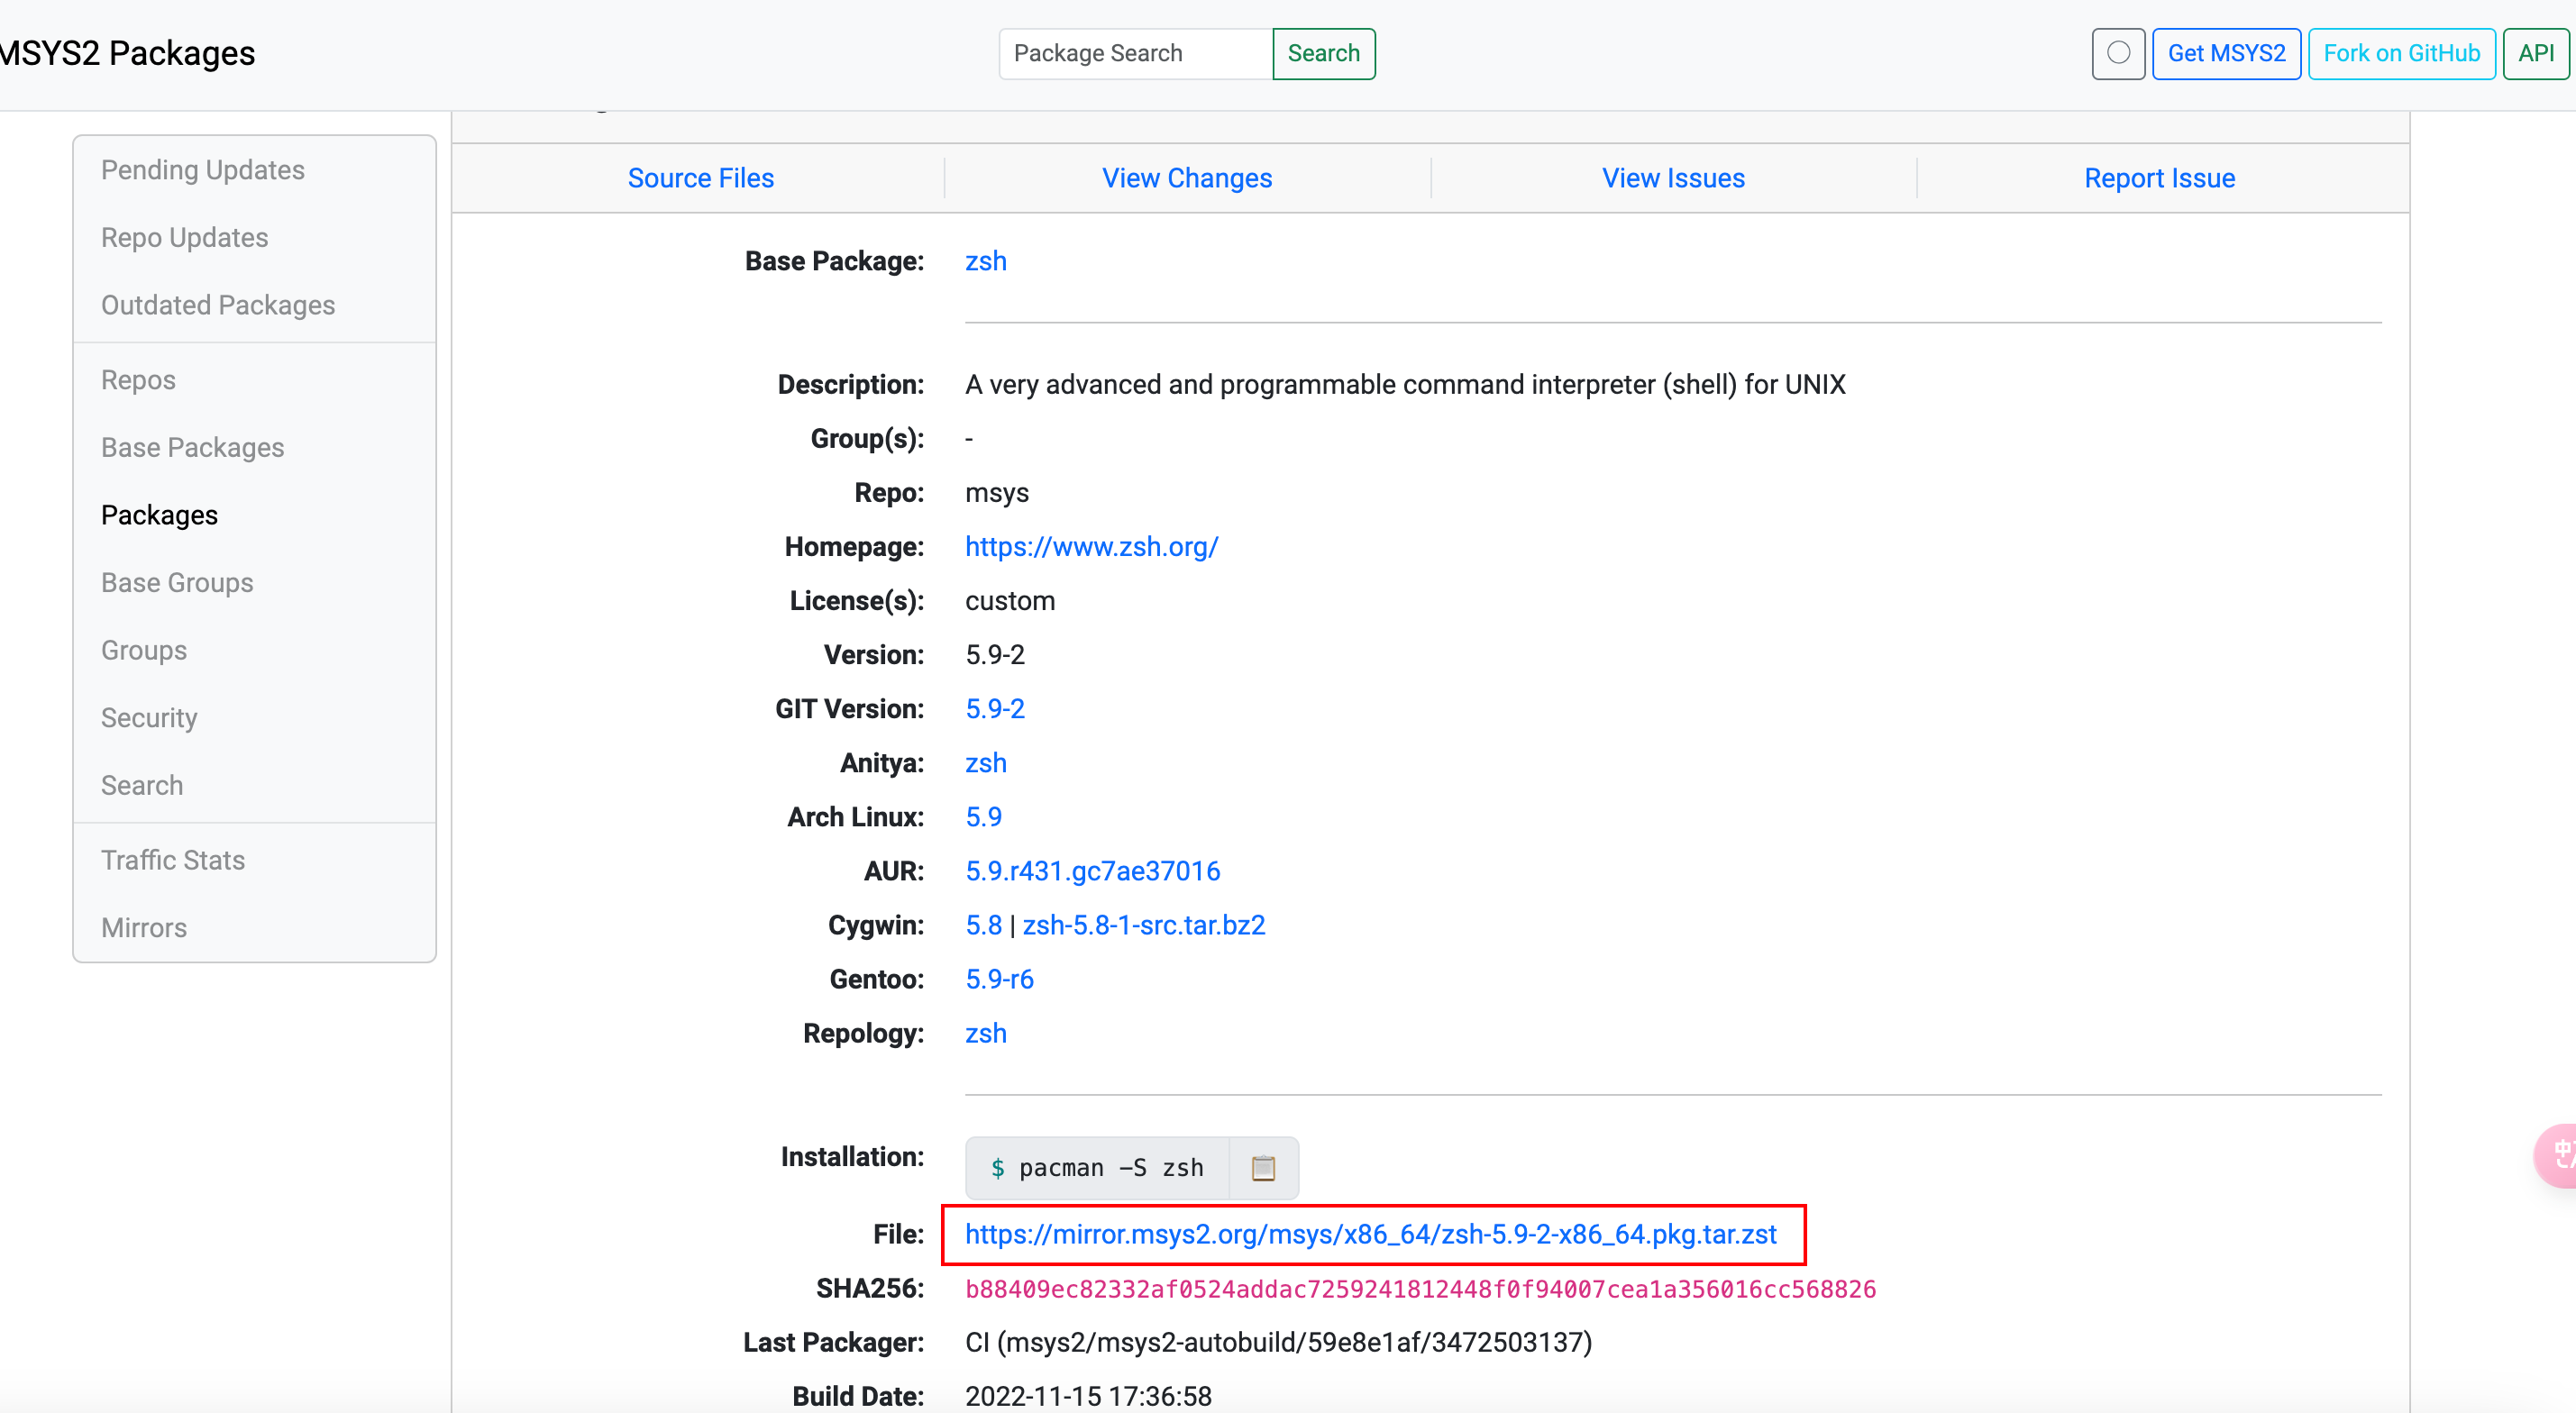 MSYS2 Packages
Package Search
Search
Get MSYS2
Fork on GitHub
API
Pending Updates
Repo Updates
Outdated Packages
Repos
Base Packages
Packages
Base Groups
Groups
Security
Search
Traffic Stats
Mirrors
Source Files
View Changes
View Issues
Report Issue
Base Package: zsh
Description: A very advanced and programmable command interpreter (shell) for UNIX
Group(s): -
Repo: msys
Homepage: https://www.zsh.org/
License(s): custom
Version: 5.9-2
GIT Version: 5.9-2
Anitya: zsh
Arch Linux: 5.9
AUR: 5.9.r431.gc7ae37016
Cygwin: 5.8 | zsh-5.8-1-src.tar.bz2
Gentoo: 5.9-r6
Repology: zsh
Installation: $ pacman -S zsh
File: https://mirror.msys2.org/msys/x86_64/zsh-5.9-2-x86_64.pkg.tar.zst
SHA256: b88409ec82332af0524addac7259241812448f0f94007cea1a356016cc568826
Last Packager: CI (msys2/msys2-autobuild/59e8e1af/3472503137)
Build Date: 2022-11-15 17:36:58
中/